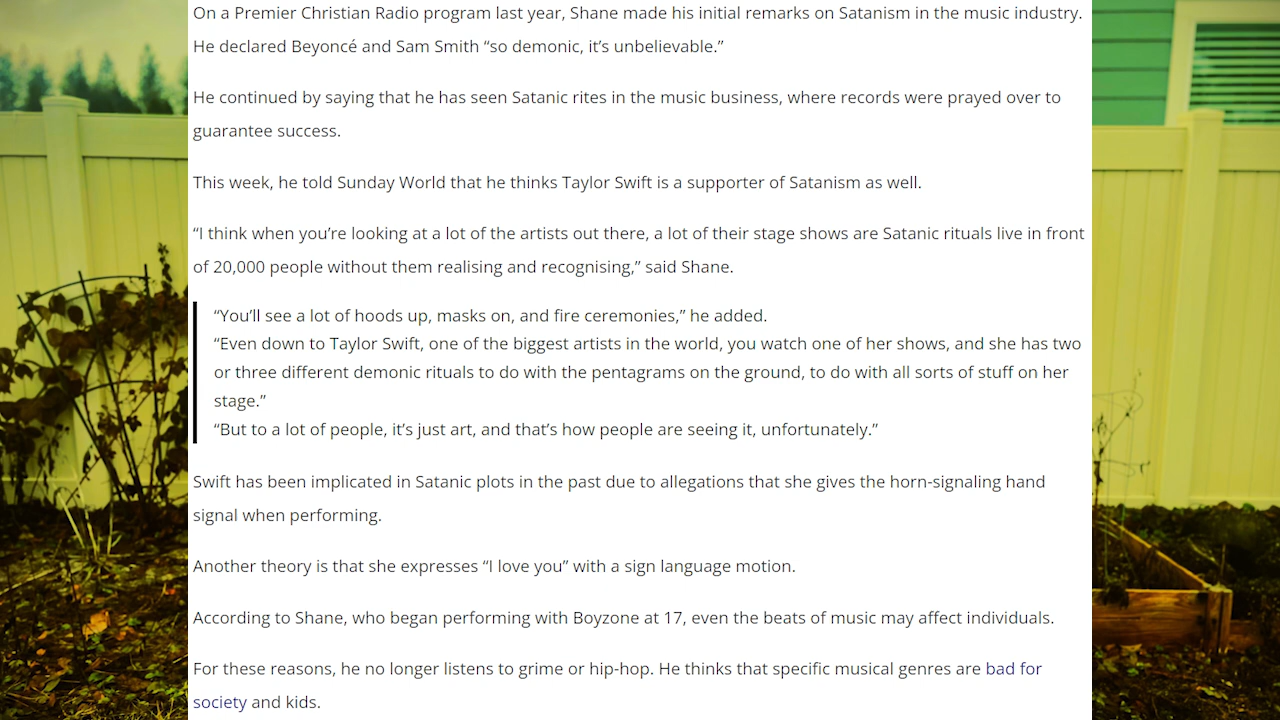 On a Premier Christian Radio program last year, Shane made his initial remarks on Satanism in the music industry.
He declared Beyoncé and Sam Smith “so demonic, it’s unbelievable.”
He continued by saying that he has seen Satanic rites in the music business, where records were prayed over to
guarantee success.
This week, he told Sunday World that he thinks Taylor Swift is a supporter of Satanism as well.
“I think when you’re looking at a lot of the artists out there, a lot of their stage shows are Satanic rituals live in front
of 20,000 people without them realising and recognising,” said Shane.
“You’ll see a lot of hoods up, masks on, and fire ceremonies,” he added.
“Even down to Taylor Swift, one of the biggest artists in the world, you watch one of her shows, and she has two
or three different demonic rituals to do with the pentagrams on the ground, to do with all sorts of stuff on her
stage.”
“But to a lot of people, it’s just art, and that’s how people are seeing it, unfortunately.”
Swift has been implicated in Satanic plots in the past due to allegations that she gives the horn-signaling hand
signal when performing.
Another theory is that she expresses “I love you” with a sign language motion.
According to Shane, who began performing with Boyzone at 17, even the beats of music may affect individuals.
For these reasons, he no longer listens to grime or hip-hop. He thinks that specific musical genres are bad for
society and kids.